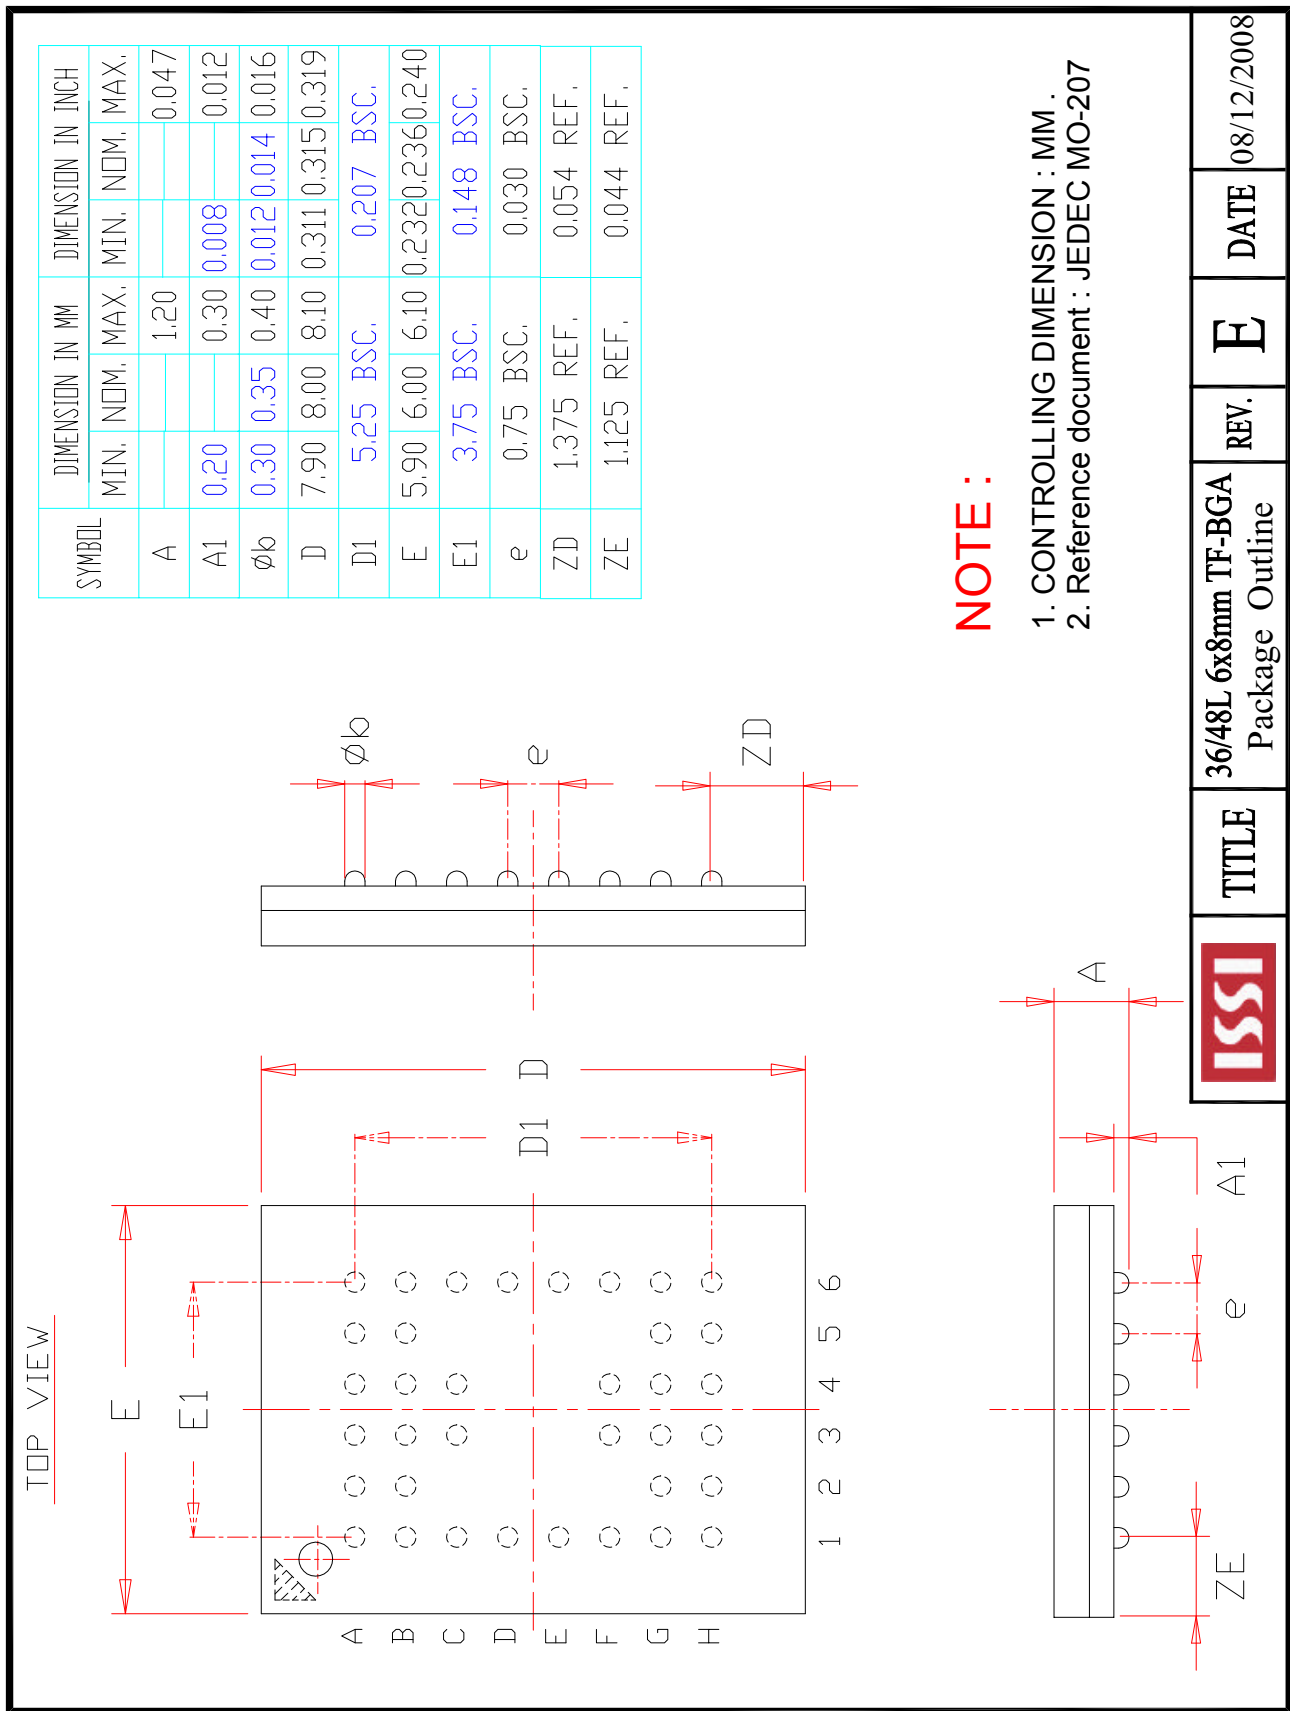 TOP VIEW
E
E1
D1
D
A
B
C
D
E
F
G
H
1 2 3 4 5 6
Øb
e
ZD
ZE
e
A1
A
SYMBOL DIMENSION IN MM DIMENSION IN INCH
MIN. NOM. MAX. MIN. NOM. MAX.
A 1.20 0.047
A1 0.20 0.30 0.008 0.012
Øb 0.30 0.35 0.40 0.012 0.014 0.016
D 7.90 8.00 8.10 0.311 0.315 0.319
D1 5.25 BSC. 0.207 BSC.
E 5.90 6.00 6.10 0.232 0.236 0.240
E1 3.75 BSC. 0.148 BSC.
e 0.75 BSC. 0.030 BSC.
ZD 1.375 REF. 0.054 REF.
ZE 1.125 REF. 0.044 REF.
NOTE :
1. CONTROLLING DIMENSION : MM .
2. Reference document : JEDEC MO-207
ISSI
TITLE
36/48L 6x8mm TF-BGA
Package Outline
REV.
E
DATE
08/12/2008